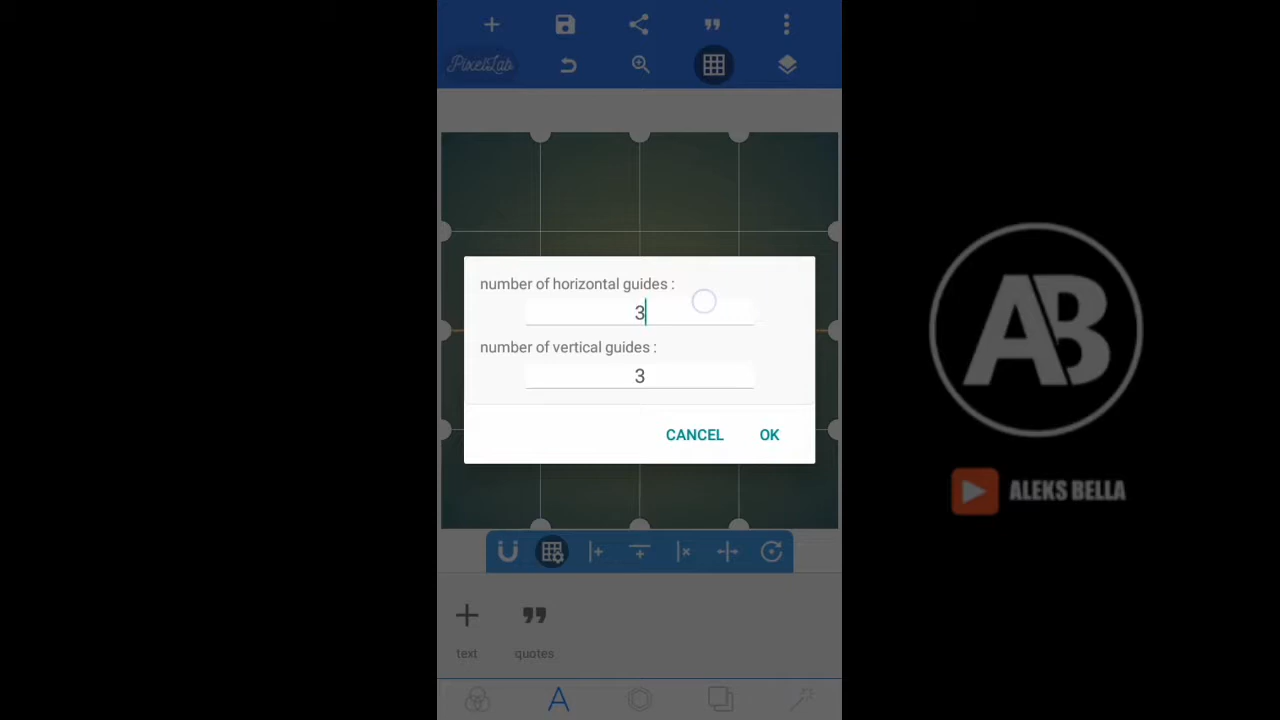 PixelLab
number of horizontal guides :
3
number of vertical guides :
3
CANCEL OK
text quotes
A
AB
ALEKS BELLA